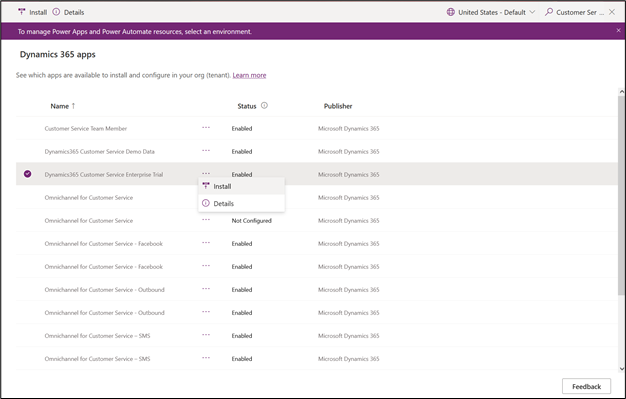 Install Details United States - Default Customer Ser ...
To manage Power Apps and Power Automate resources, select an environment.
Dynamics 365 apps
See which apps are available to install and configure in your org (tenant). Learn more
Name ↑ Status Publisher
Customer Service Team Member ... Enabled Microsoft Dynamics 365
Dynamics365 Customer Service Demo Data ... Enabled Microsoft Dynamics 365
Dynamics365 Customer Service Enterprise Trial ... Enabled Microsoft Dynamics 365
Install
Omnichannel for Customer Service Microsoft Dynamics 365
Details
Omnichannel for Customer Service ... Not Configured Microsoft Dynamics 365
Omnichannel for Customer Service - Facebook ... Enabled Microsoft Dynamics 365
Omnichannel for Customer Service - Facebook ... Enabled Microsoft Dynamics 365
Omnichannel for Customer Service - Outbound ... Enabled Microsoft Dynamics 365
Omnichannel for Customer Service - Outbound ... Enabled Microsoft Dynamics 365
Omnichannel for Customer Service – SMS ... Enabled Microsoft Dynamics 365
Omnichannel for Customer Service – SMS ... Enabled Microsoft Dynamics 365
Feedback